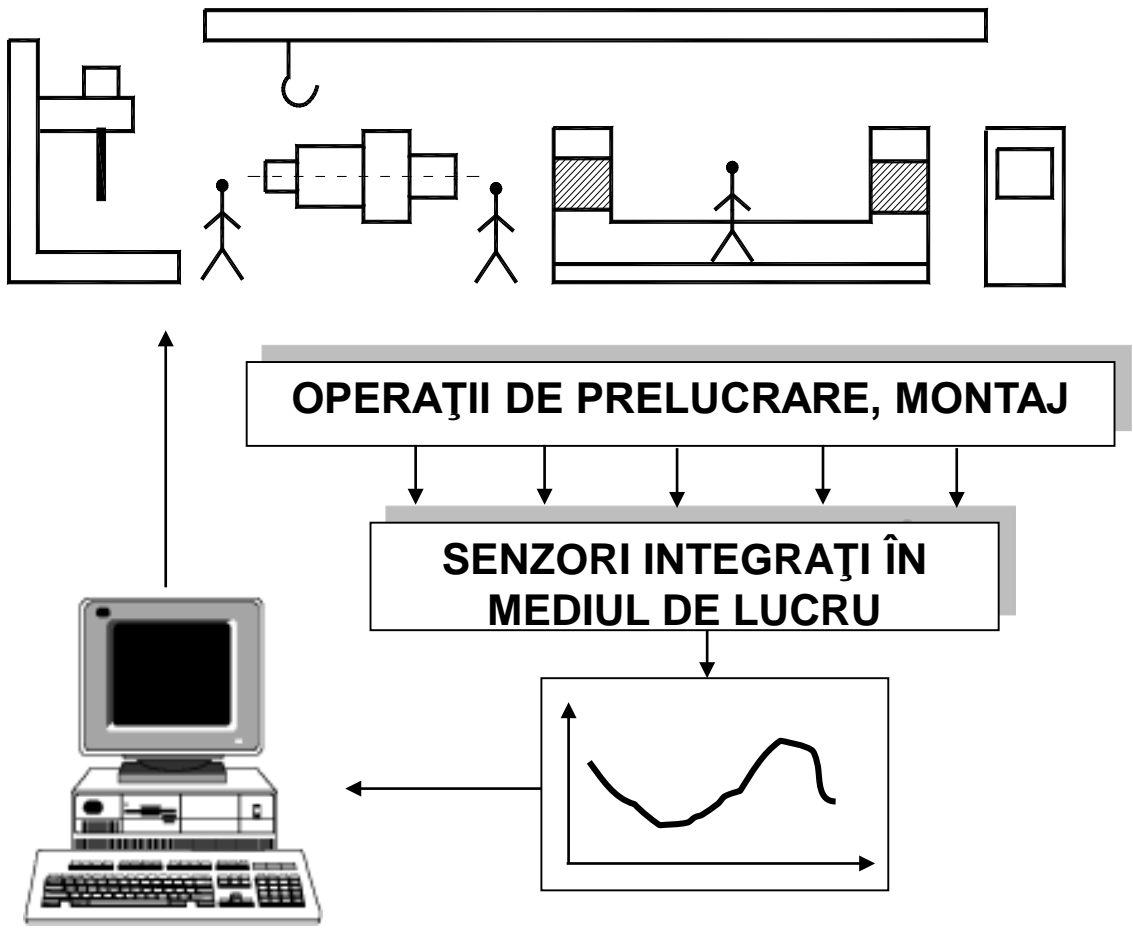 OPERAŢII DE PRELUCRARE, MONTAJ
SENZORI INTEGRAŢI ÎN
MEDIUL DE LUCRU